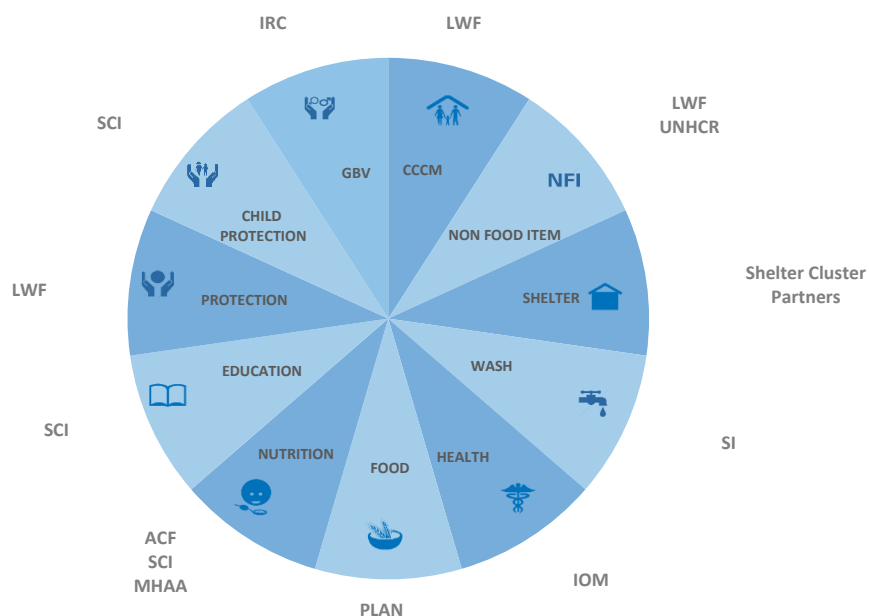 IRC
LWF
SCI
LWF
UNHCR
GBV
CCCM
NFI
CHILD
PROTECTION
NON FOOD ITEM
LWF
PROTECTION
SHELTER
Shelter Cluster
Partners
EDUCATION
WASH
SCI
SI
NUTRITION
FOOD
HEALTH
ACF
SCI
MHAA
IOM
PLAN